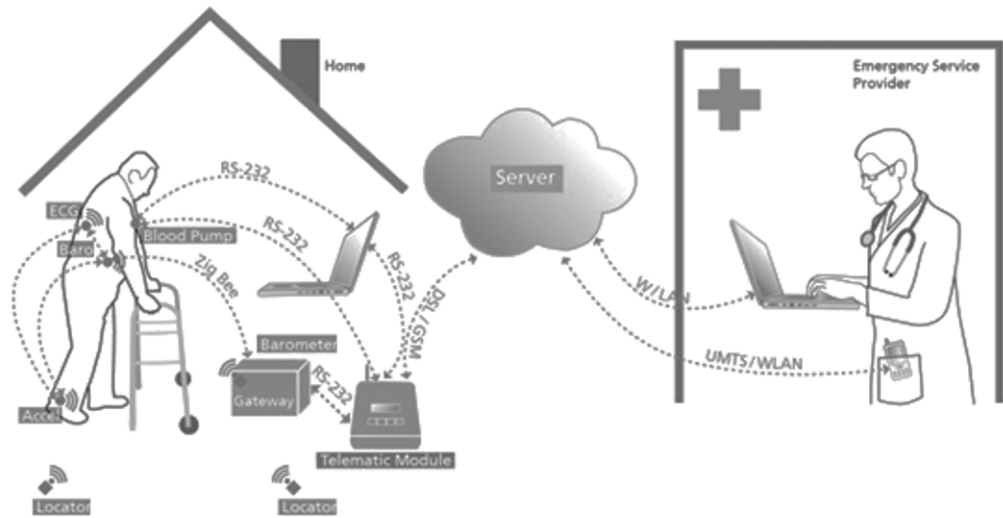 Home
Emergency Service
Provider
RS-232
Server
ECG
Blood Pump
RS-232
Baro
Zig Bee
RS-232
DSL/GSM
W/LAN
Barometer
UMTS/WLAN
RS-232
Gateway
Accel
Telematic Module
Locator
Locator